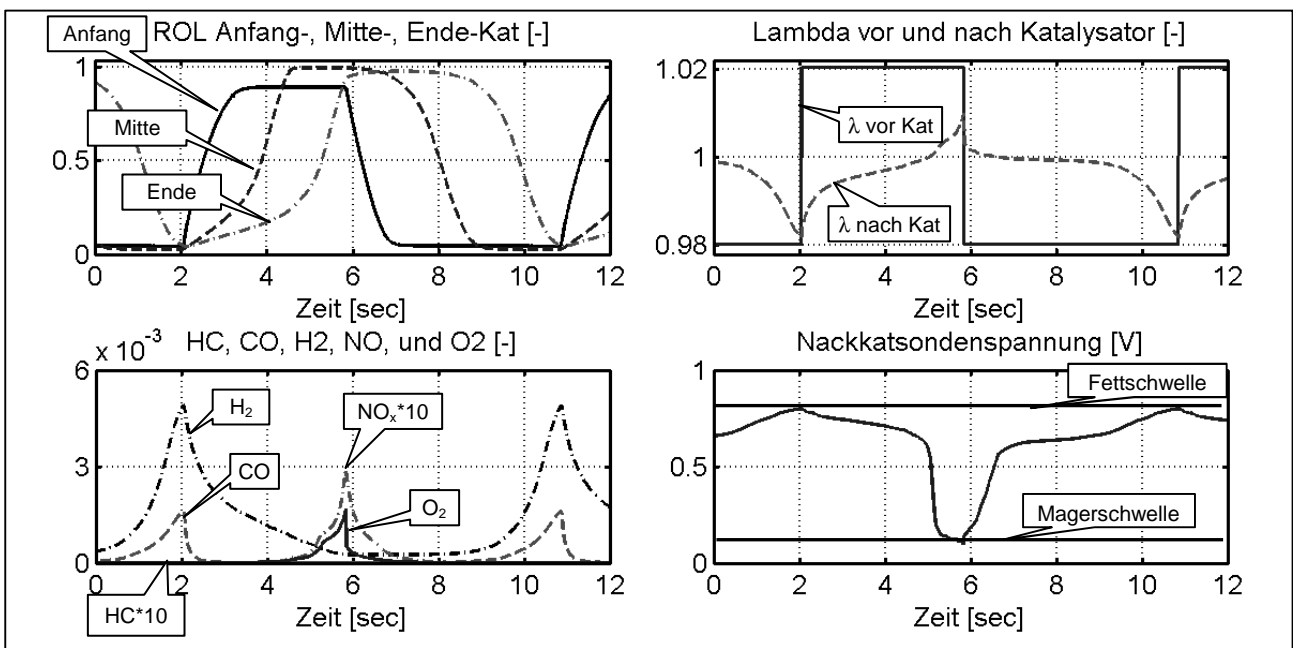 ROL Anfang-, Mitte-, Ende-Kat [-]
Anfang
Mitte
Ende
1
0.5
0
0 2 4 6 8 10 12
Zeit [sec]
Lambda vor und nach Katalysator [-]
λ vor Kat
λ nach Kat
1.02
1
0.98
0 2 4 6 8 10 12
Zeit [sec]
HC, CO, H2, NO, und O2 [-]
x 10⁻³
H₂
CO
NOₓ*10
O₂
HC*10
6
3
0
0 2 4 6 8 10 12
Zeit [sec]
Nackkatsondenspannung [V]
Fettschwelle
Magerschwelle
1
0.5
0
0 2 4 6 8 10 12
Zeit [sec]